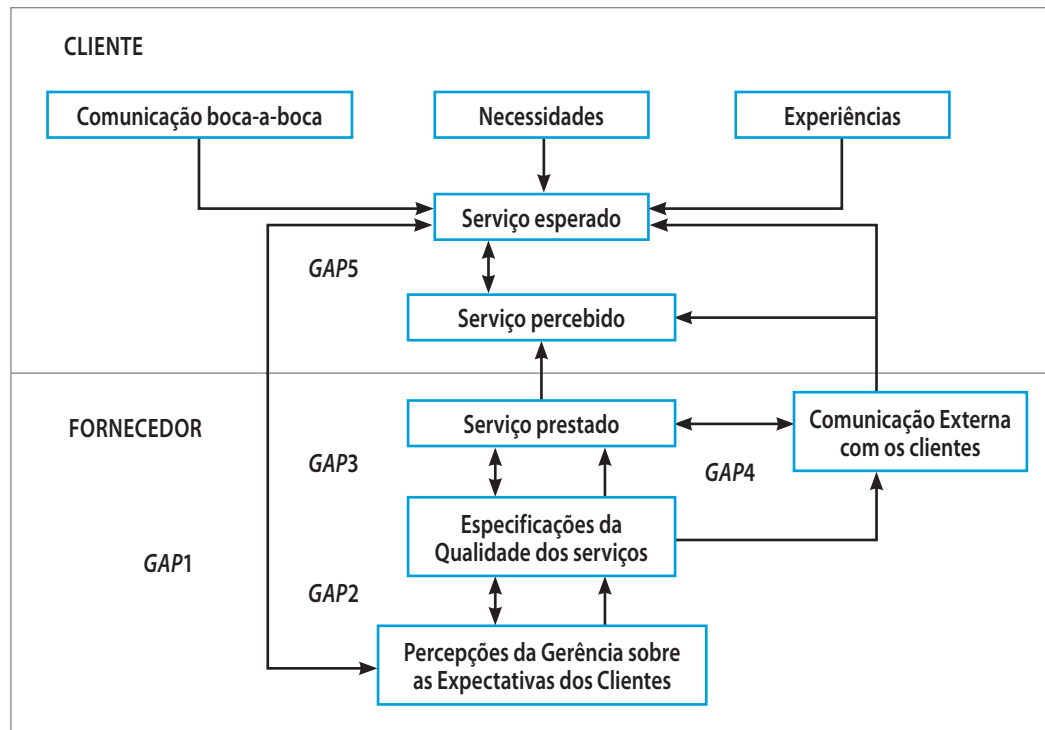 CLIENTE
Comunicação boca-a-boca
Necessidades
Experiências
Serviço esperado
GAP5
Serviço percebido
FORNECEDOR
Serviço prestado
Comunicação Externa
com os clientes
GAP3
GAP4
Especificações da
Qualidade dos serviços
GAP1
GAP2
Percepções da Gerência sobre
as Expectativas dos Clientes